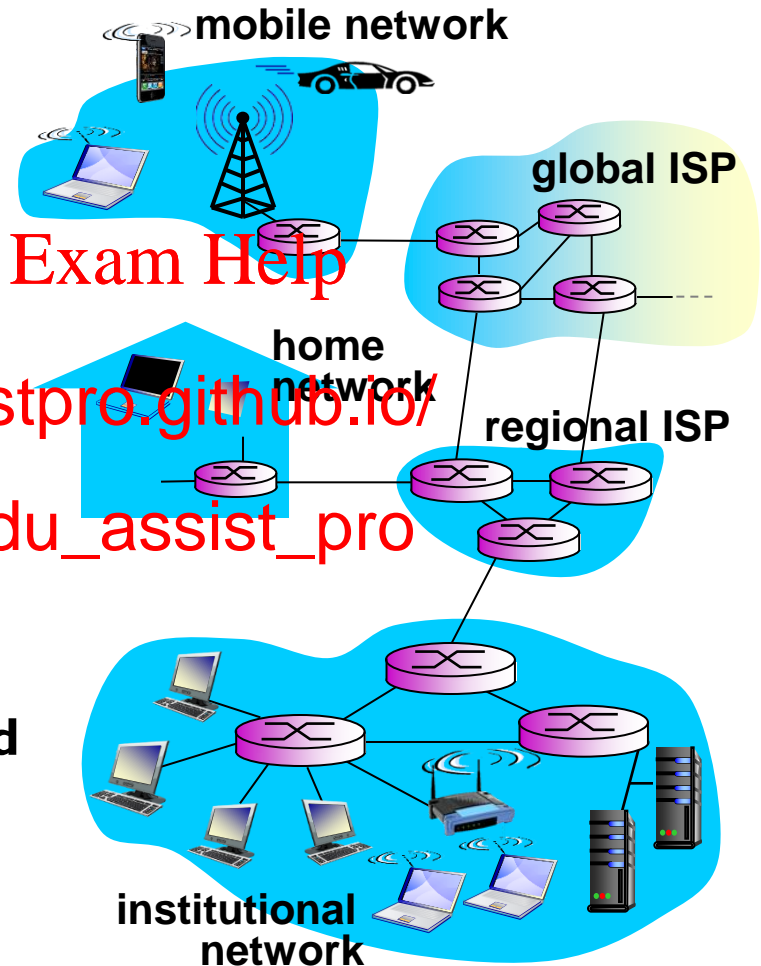 mobile network
global ISP
Exam Help
home
network
stpro.github.io/
regional ISP
du_assist_pro
d
institutional
network